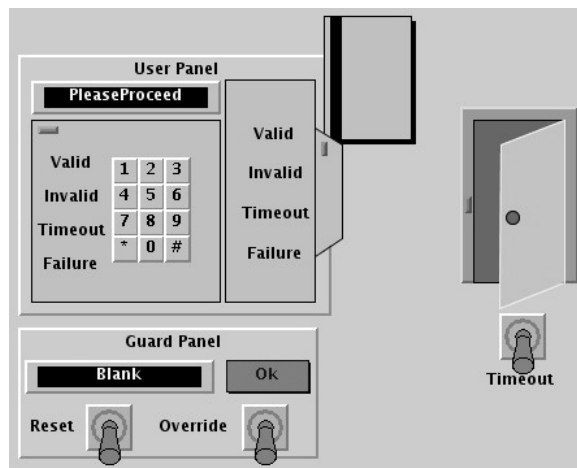 User Panel
PleaseProceed
Valid
Invalid
Timeout
Failure
1 2 3
4 5 6
7 8 9
* 0 #
Valid
Invalid
Timeout
Failure
Timeout
Guard Panel
Blank
Ok
Reset
Override